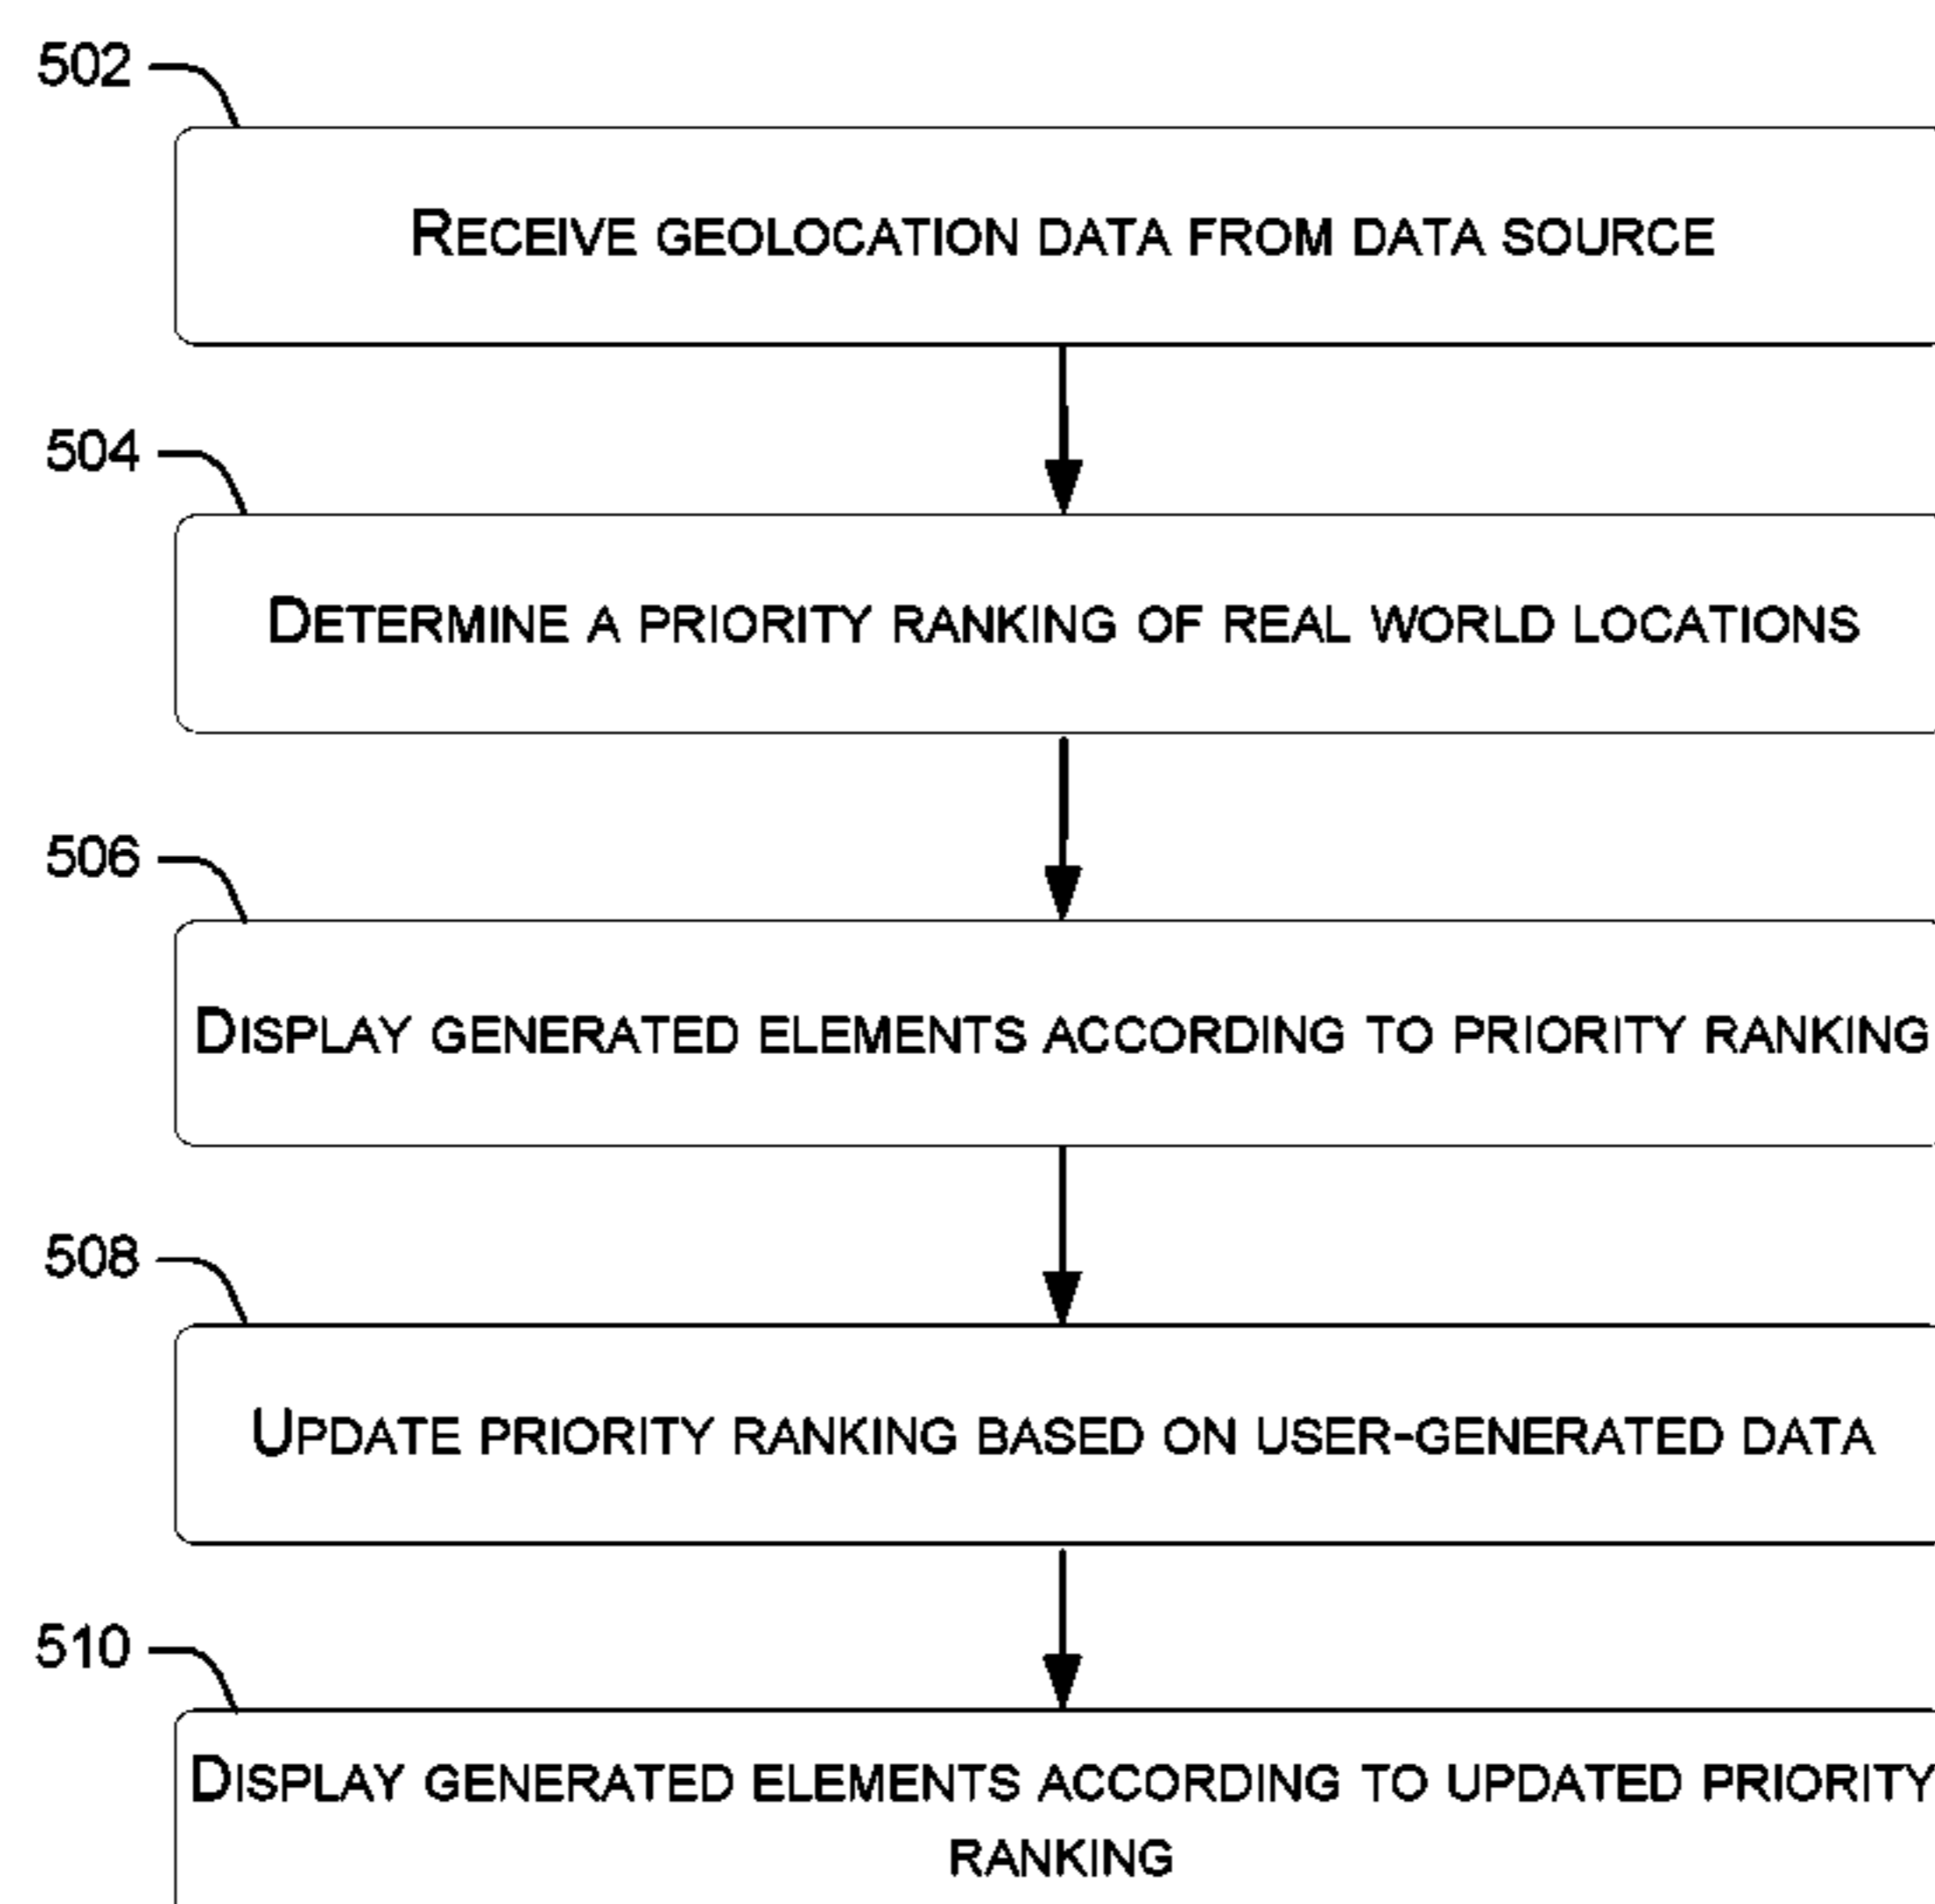 502
RECEIVE GEOLOCATION DATA FROM DATA SOURCE
504
DETERMINE A PRIORITY RANKING OF REAL WORLD LOCATIONS
506
DISPLAY GENERATED ELEMENTS ACCORDING TO PRIORITY RANKING
508
UPDATE PRIORITY RANKING BASED ON USER-GENERATED DATA
510
DISPLAY GENERATED ELEMENTS ACCORDING TO UPDATED PRIORITY
RANKING